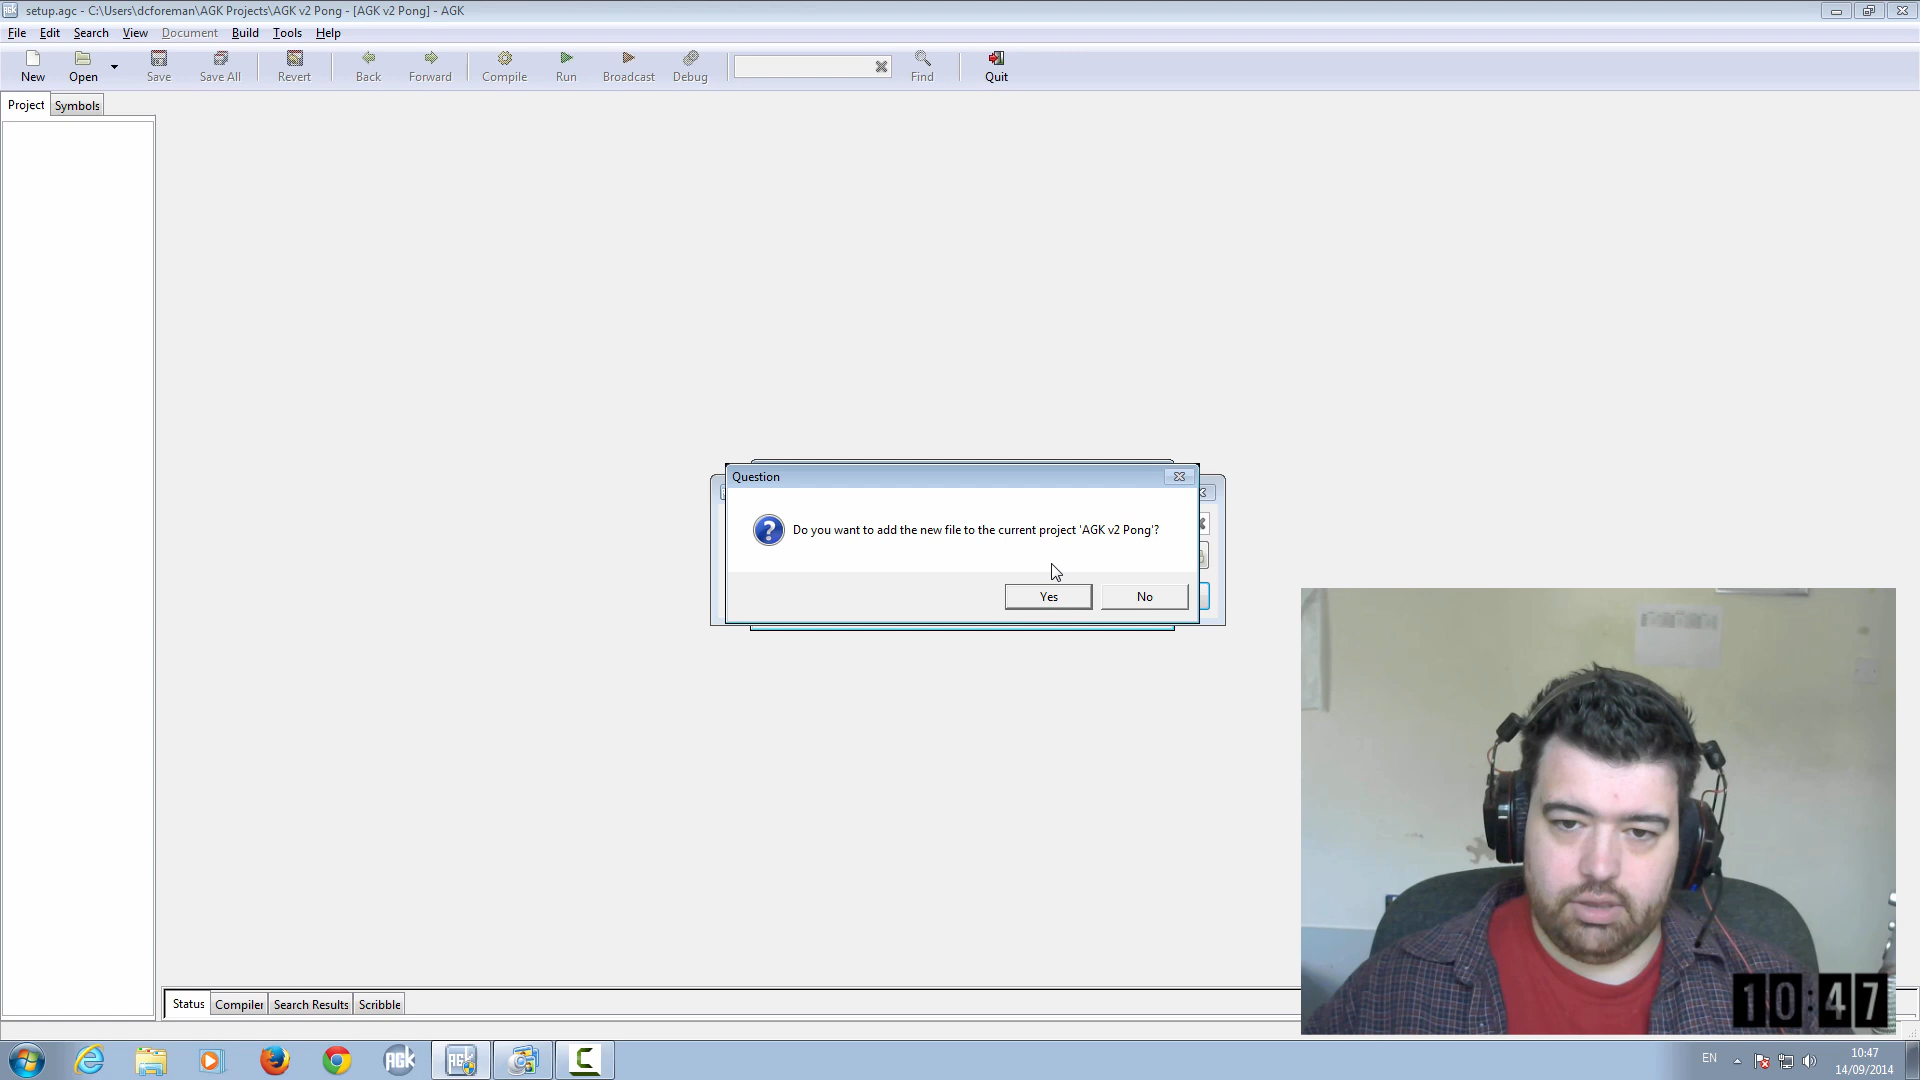 setup.agc - C:\Users\dcforeman\AGK Projects\AGK v2 Pong - [AGK v2 Pong] - AGK
File Edit Search View Document Build Tools Help
New Open Save Save All Revert Back Forward Compile Run Broadcast Debug Find Quit
Project Symbols
Question
Do you want to add the new file to the current project 'AGK v2 Pong'?
Yes No
10:47
Status Compiler Search Results Scribble
AGK
AGK
EN
10:47
14/09/2014